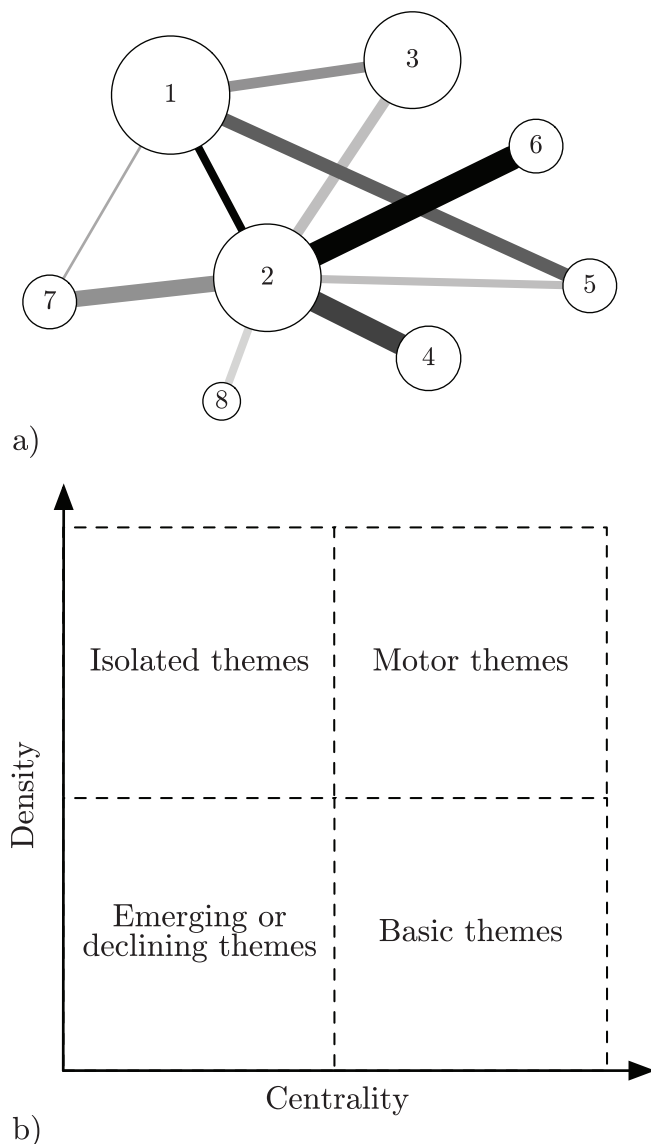 3
1
6
2
5
7
4
8
a)
Isolated themes
Motor themes
Density
Emerging or
declining themes
Basic themes
Centrality
b)